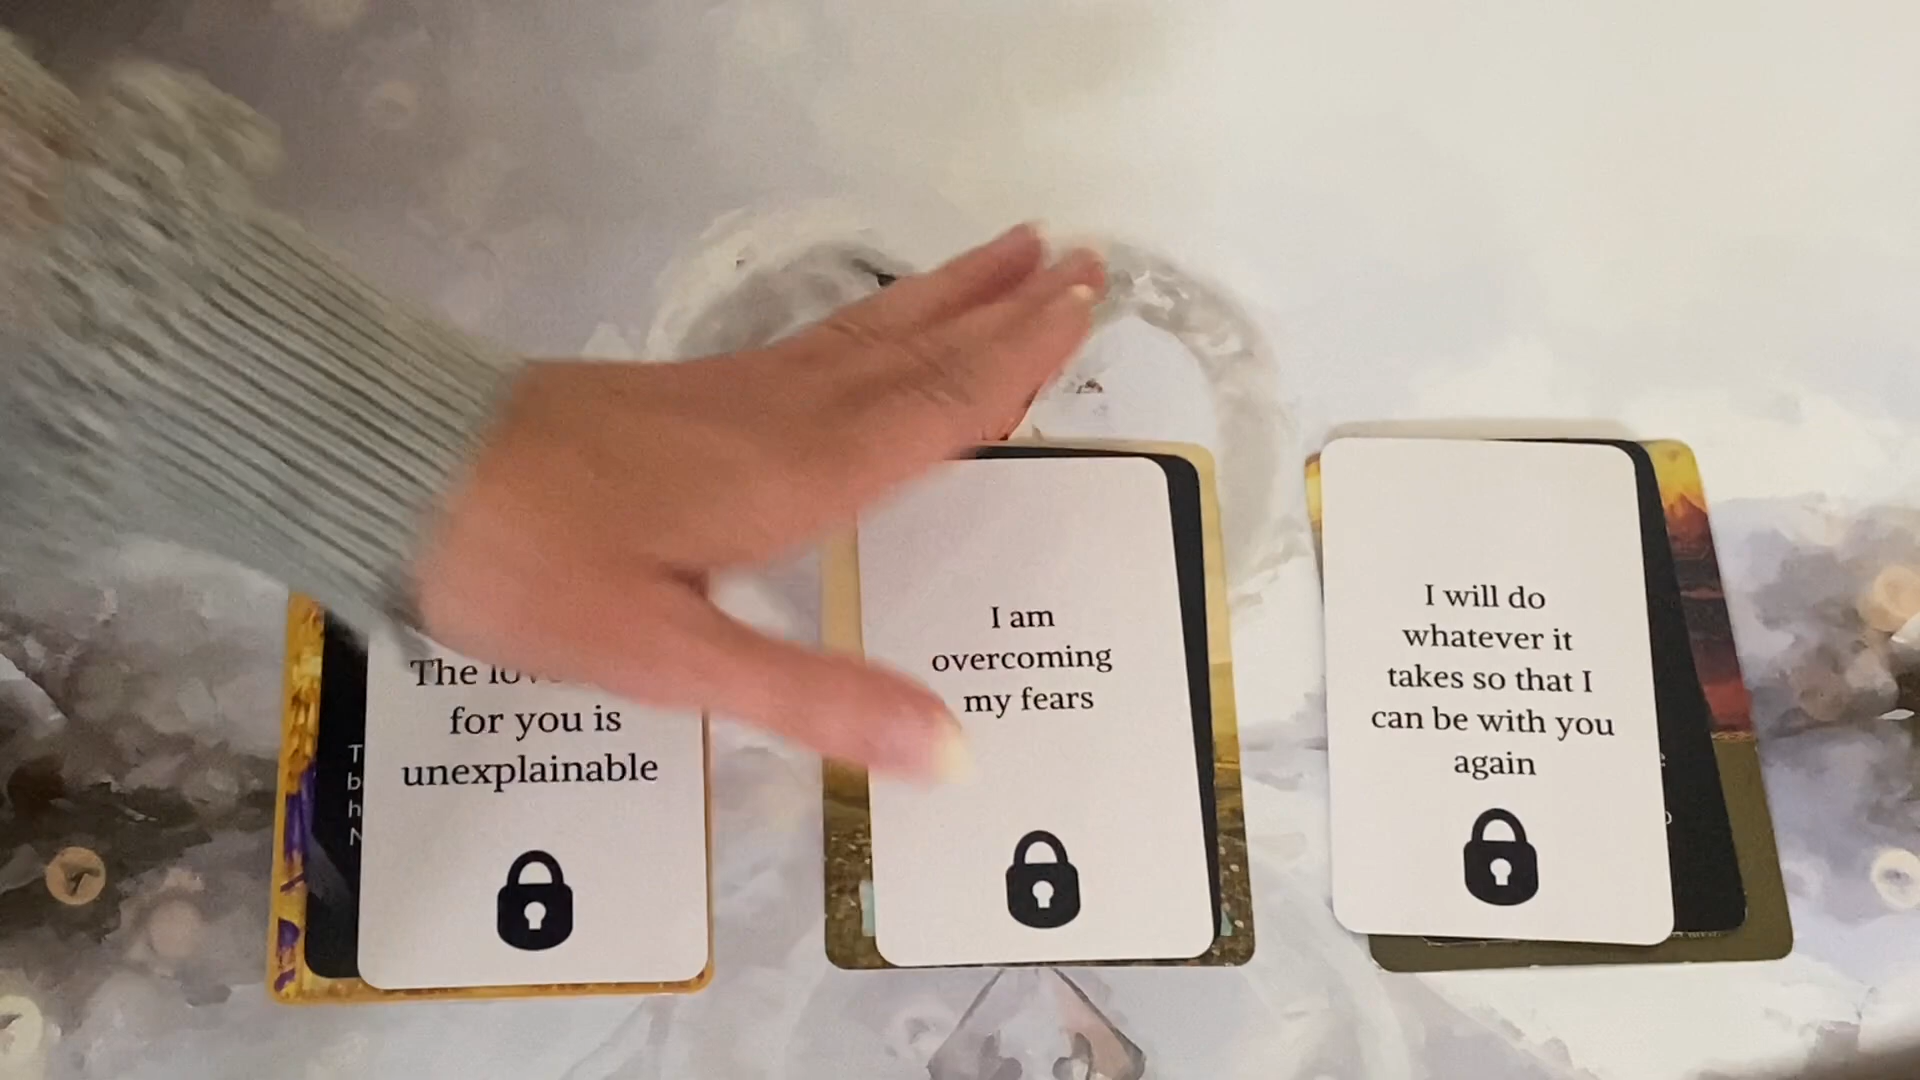 The
for you is
unexplainable
T
b
h
N
I am
overcoming
my fears
I will do
whatever it
takes so that I
can be with you
again